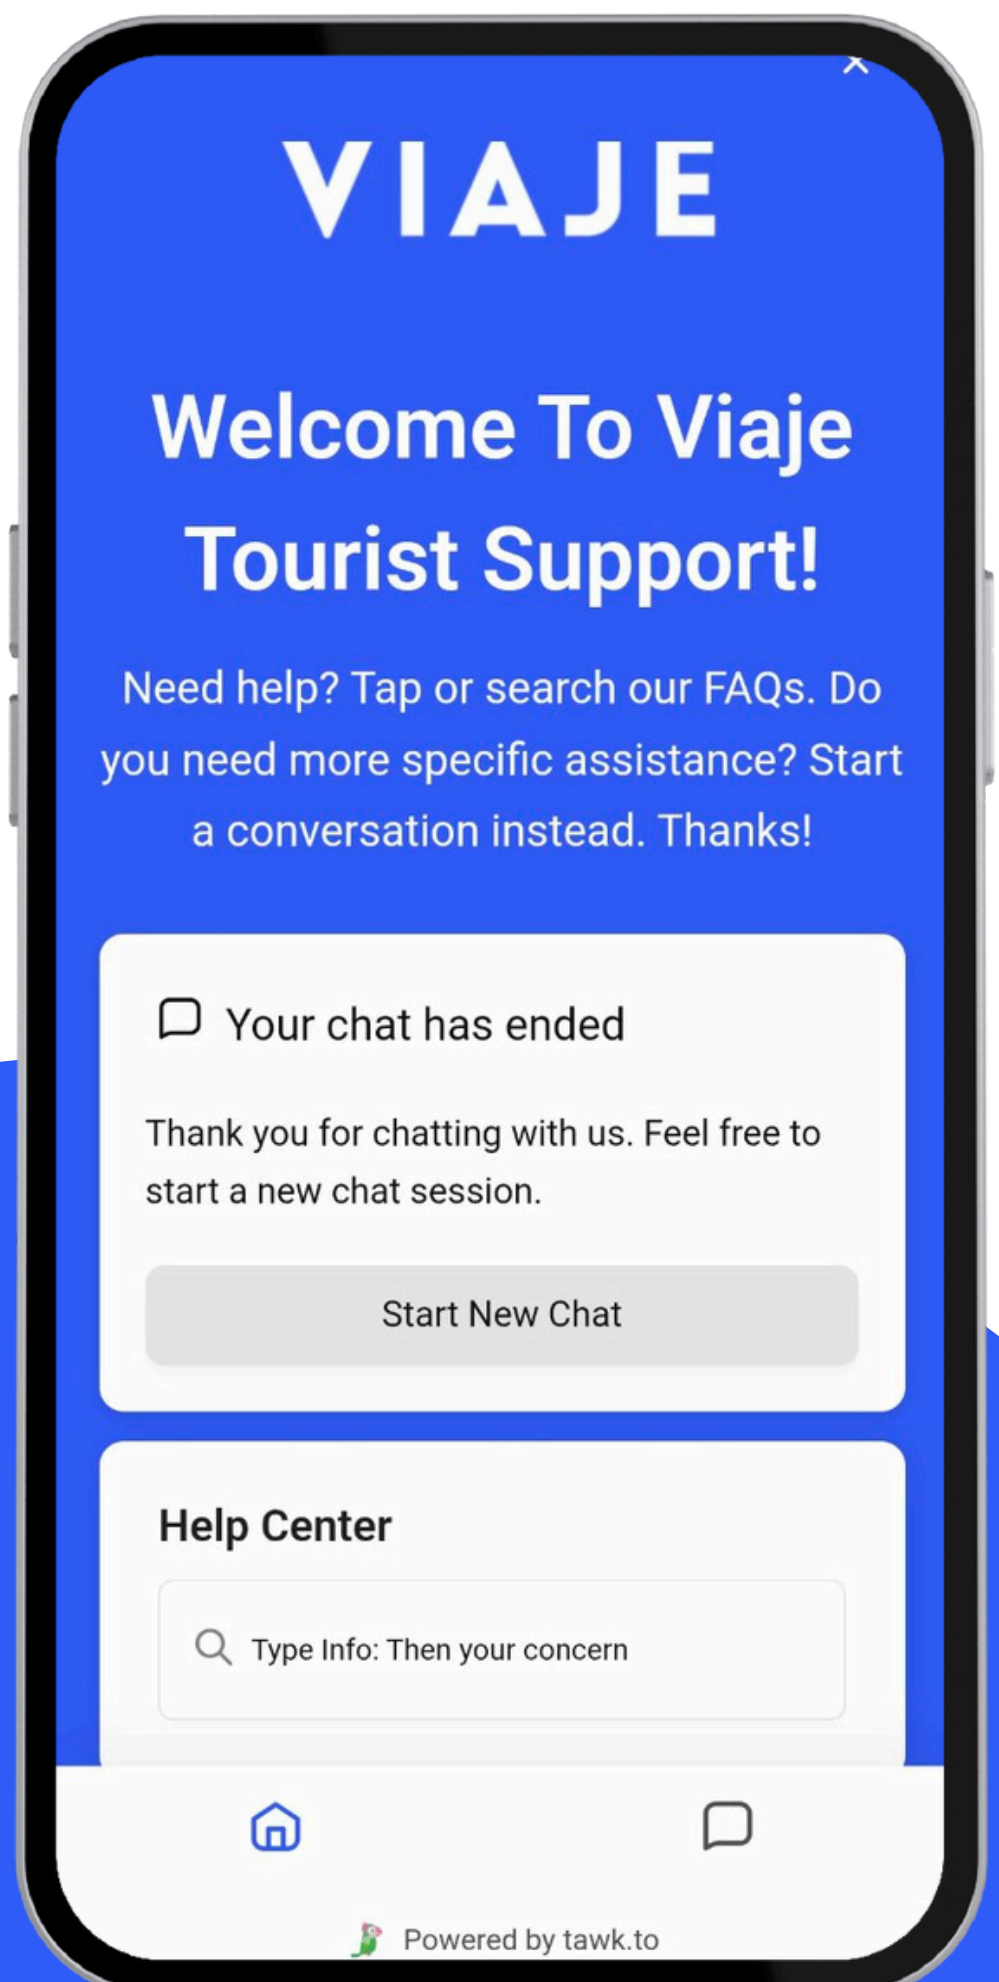 VIAJE
Welcome To Viaje
Tourist Support!
Need help? Tap or search our FAQs. Do
you need more specific assistance? Start
a conversation instead. Thanks!
Your chat has ended
Thank you for chatting with us. Feel free to
start a new chat session.
Start New Chat
Help Center
Type Info: Then your concern
Powered by tawk.to